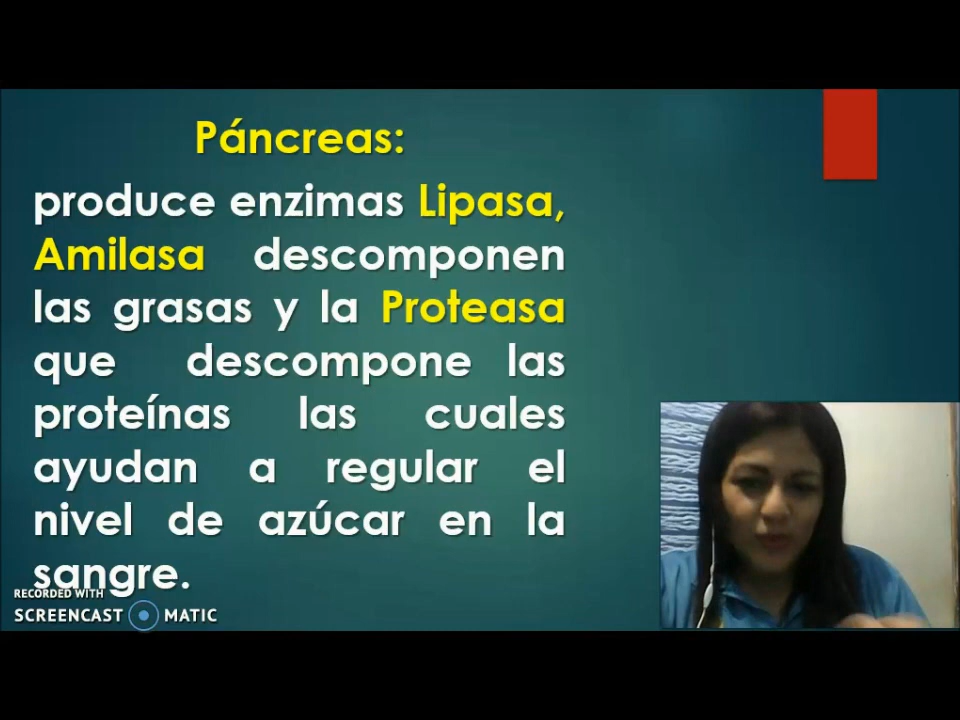 Páncreas:
produce enzimas Lipasa,
Amilasa descomponen
las grasas y la Proteasa
que descompone las
proteínas las cuales
ayudan a regular el
nivel de azúcar en la
sangre.
RECORDED WITH
SCREENCAST MATIC